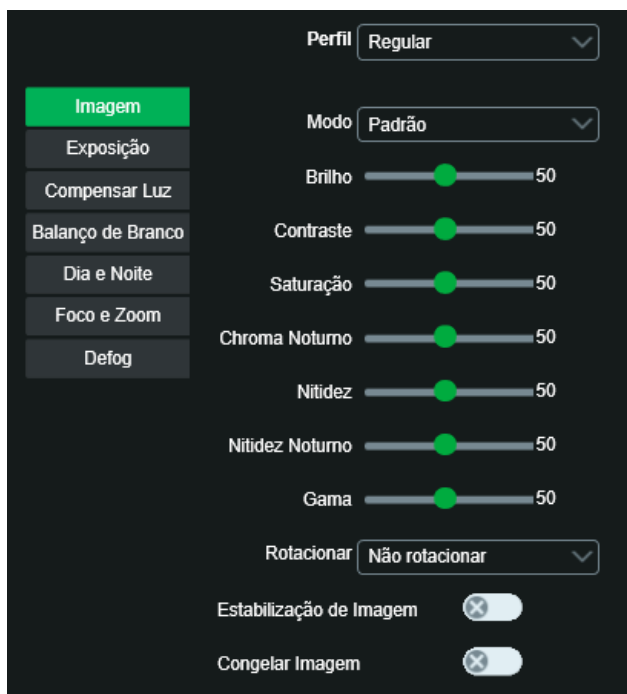 Perfil Regular
Imagem
Exposição
Compensar Luz
Balanço de Branco
Dia e Noite
Foco e Zoom
Defog
Modo Padrão
Brilho 50
Contraste 50
Saturação 50
Chroma Noturno 50
Nitidez 50
Nitidez Noturno 50
Gama 50
Rotacionar Não rotacionar
Estabilização de Imagem
Congelar Imagem